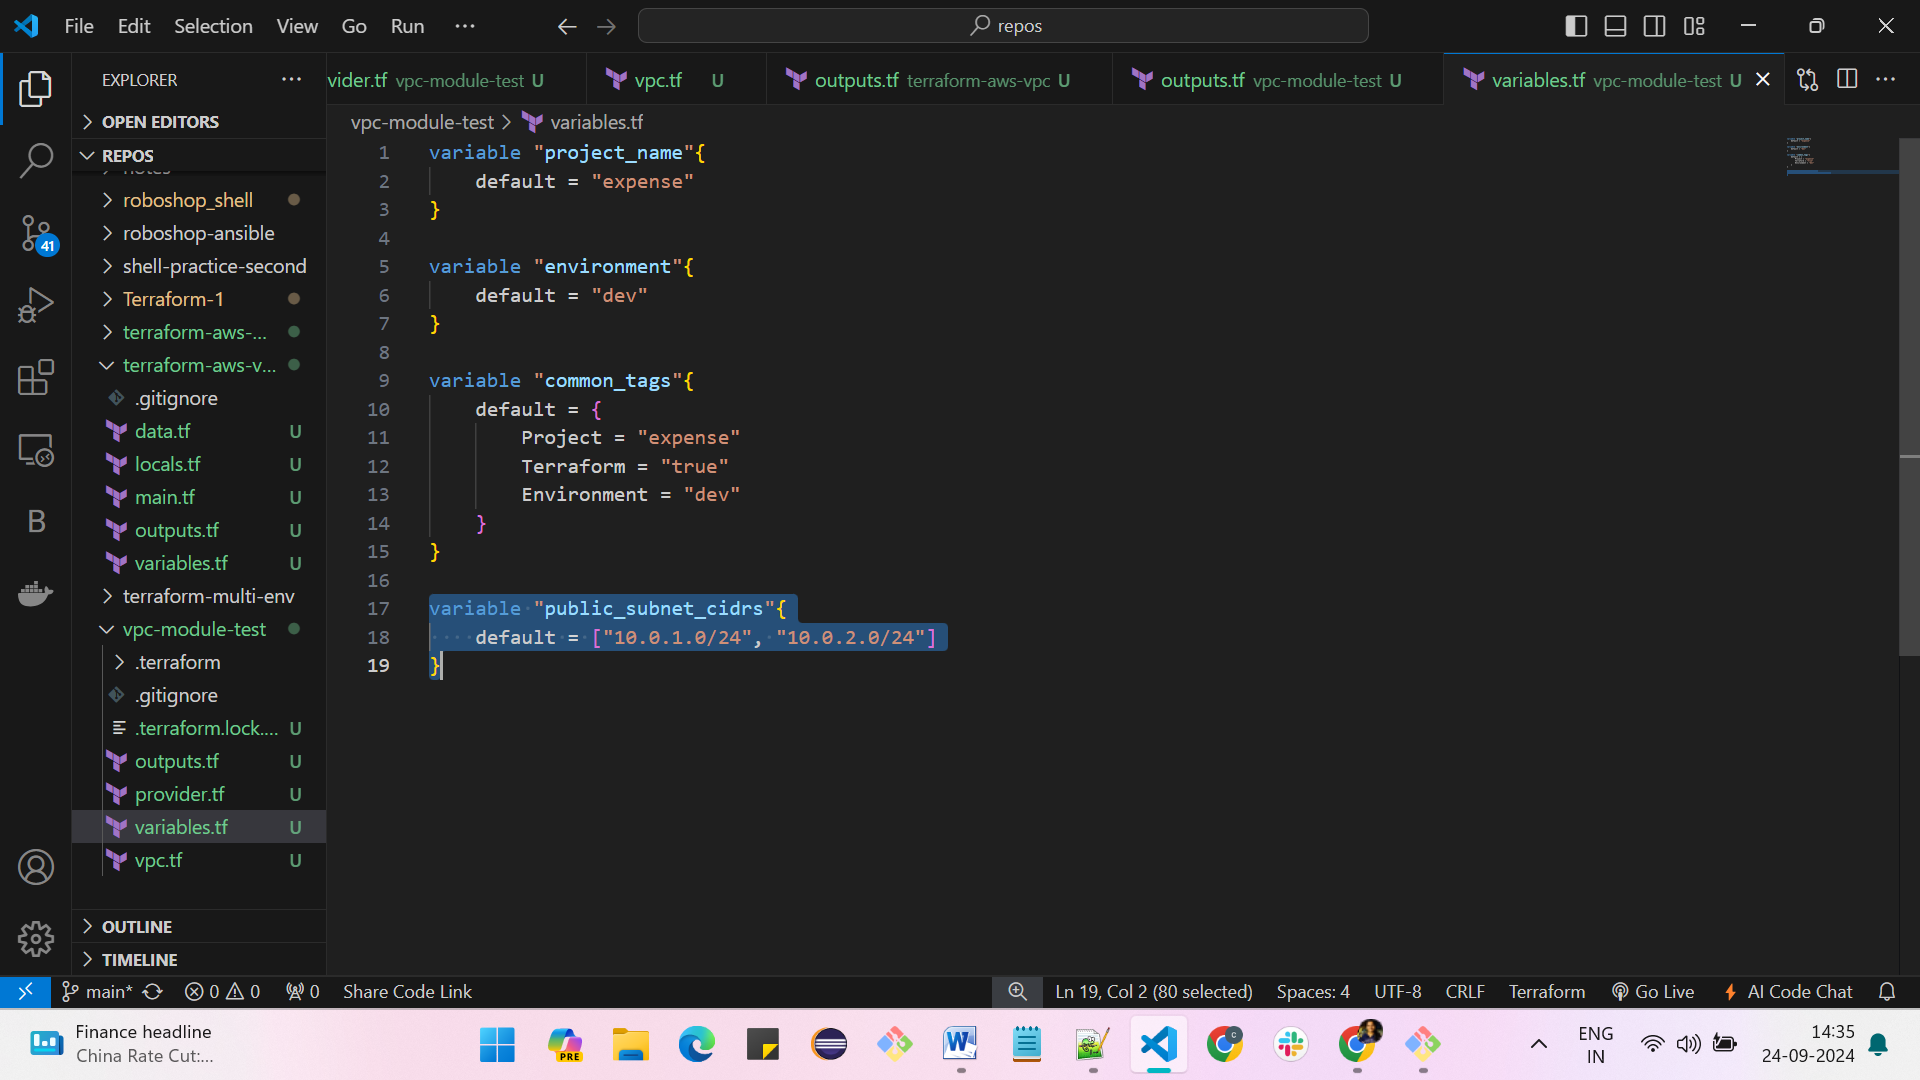 File Edit Selection View Go Run ···
repos
EXPLORER ···
OPEN EDITORS
REPOS
notes
roboshop_shell
roboshop-ansible
shell-practice-second
Terraform-1
terraform-aws-...
terraform-aws-v...
.gitignore
data.tf U
locals.tf U
main.tf U
outputs.tf U
variables.tf U
terraform-multi-env
vpc-module-test
.terraform
.gitignore
.terraform.lock.... U
outputs.tf U
provider.tf U
variables.tf U
vpc.tf U
OUTLINE
TIMELINE
41
B
vider.tf vpc-module-test U
vpc.tf U
outputs.tf terraform-aws-vpc U
outputs.tf vpc-module-test U
variables.tf vpc-module-test U
vpc-module-test > variables.tf
1 variable "project_name"{
2 default = "expense"
3 }
4
5 variable "environment"{
6 default = "dev"
7 }
8
9 variable "common_tags"{
10 default = {
11 Project = "expense"
12 Terraform = "true"
13 Environment = "dev"
14 }
15 }
16
17 variable "public_subnet_cidrs"{
18 default = ["10.0.1.0/24", "10.0.2.0/24"]
19 }
main* 0 0 0 Share Code Link Ln 19, Col 2 (80 selected) Spaces: 4 UTF-8 CRLF Terraform Go Live AI Code Chat
Finance headline
China Rate Cut:...
PRE
ENG
IN
14:35
24-09-2024